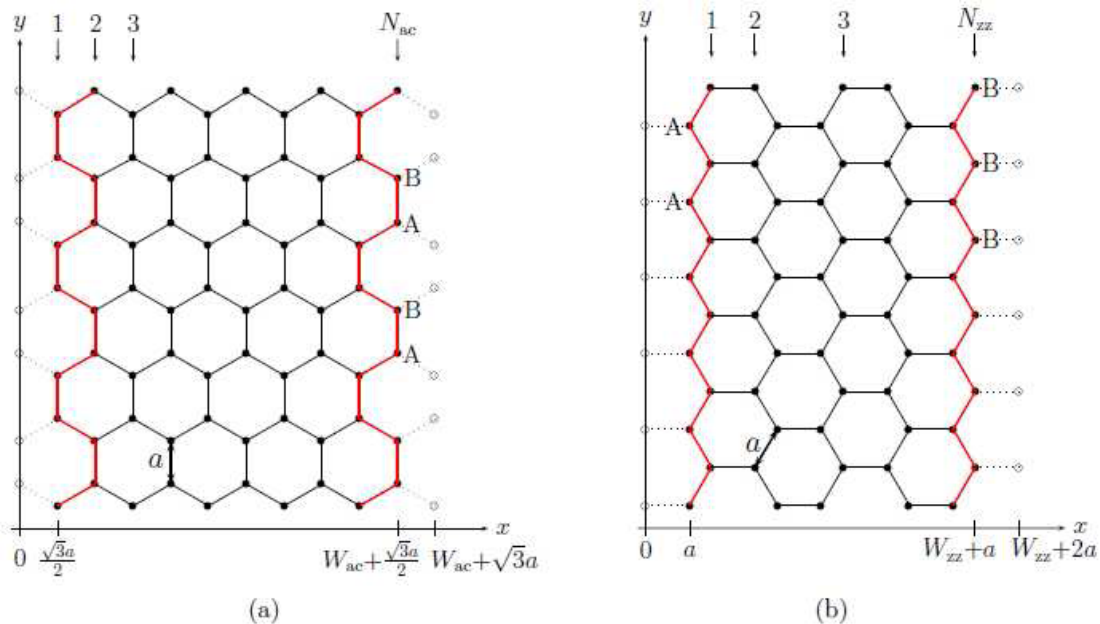 y
1 2 3 N_ac
B
A
B
A
a
x
0 √3a/2 W_ac+√3a/2 W_ac+√3a
(a)
y
1 2 3 N_zz
B
A
B
A
B
a
x
0 a W_zz+a W_zz+2a
(b)